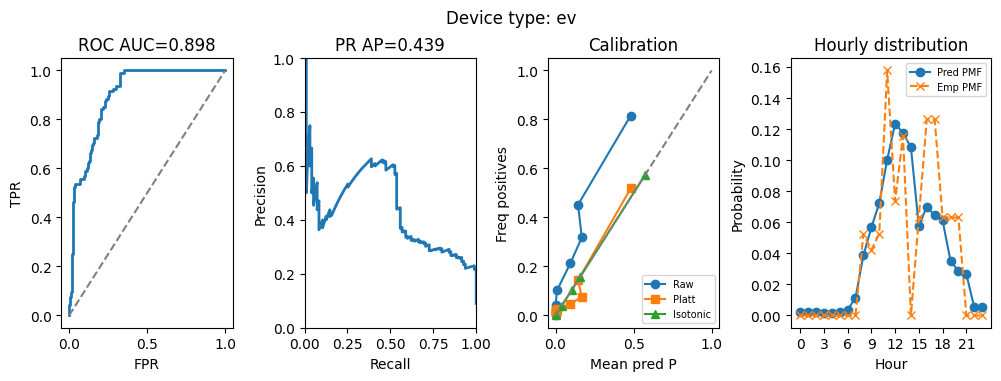 Device type: ev
ROC AUC=0.898
1.0
0.8
0.6
0.4
0.2
0.0
TPR
0.0
0.5
1.0
FPR
PR AP=0.439
1.0
0.8
0.6
0.4
0.2
0.0
Precision
0.00
0.25
0.50
0.75
1.00
Recall
Calibration
1.0
0.8
0.6
0.4
0.2
0.0
Freq positives
Raw
Platt
Isotonic
0.0
0.5
1.0
Mean pred P
Hourly distribution
0.16
0.14
0.12
0.10
0.08
0.06
0.04
0.02
0.00
Probability
Pred PMF
Emp PMF
0
3
6
9
12
15
18
21
Hour